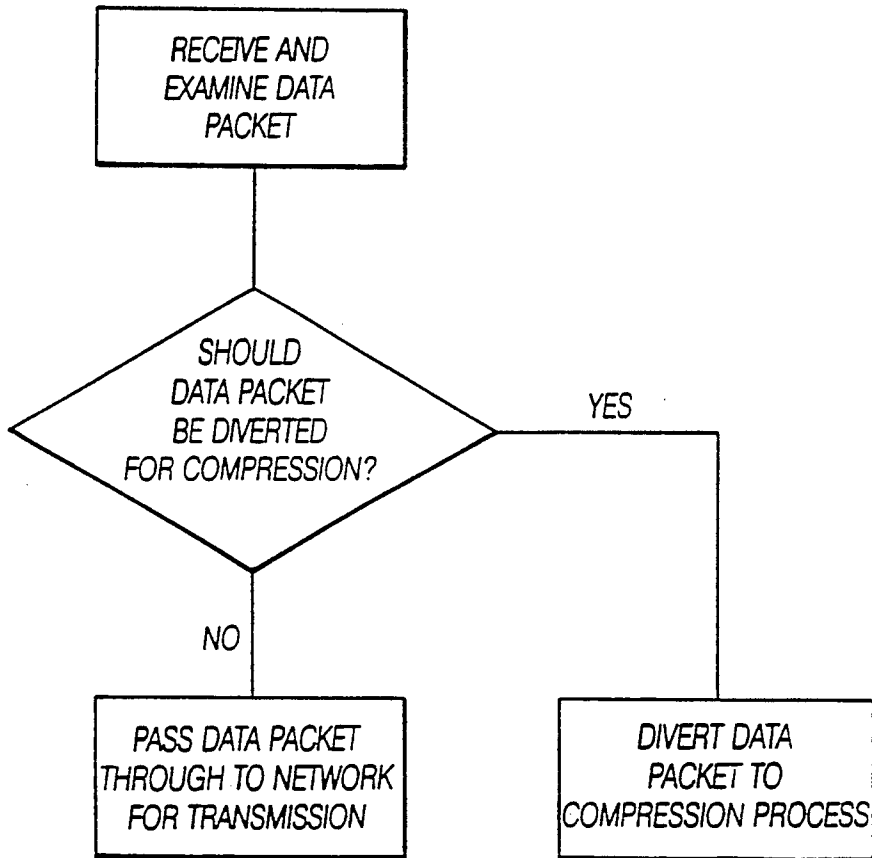 RECEIVE AND
EXAMINE DATA
PACKET
SHOULD
DATA PACKET
BE DIVERTED
FOR COMPRESSION?
YES
NO
PASS DATA PACKET
THROUGH TO NETWORK
FOR TRANSMISSION
DIVERT DATA
PACKET TO
COMPRESSION PROCESS